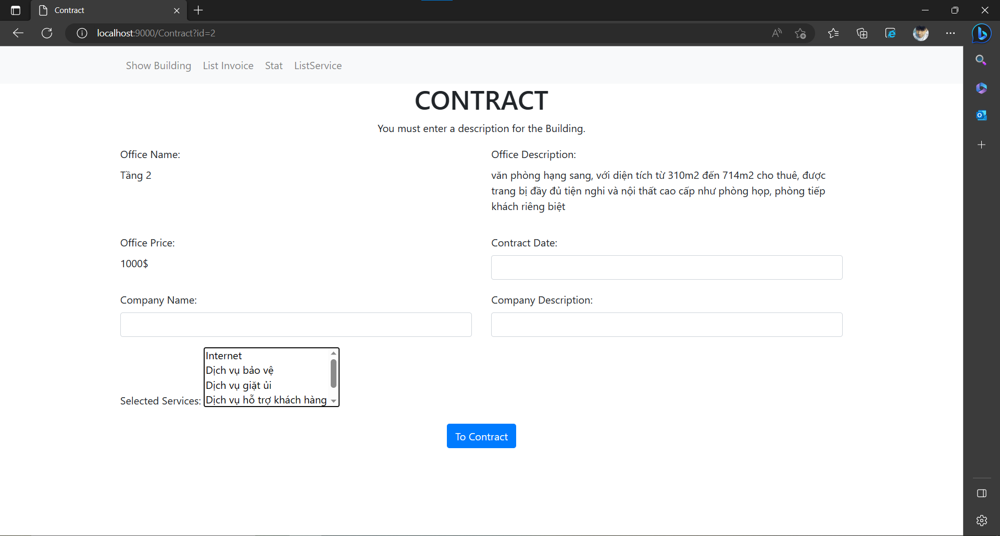 Contract
localhost:9000/Contract?id=2
Show Building List Invoice Stat ListService
CONTRACT
You must enter a description for the Building.
Office Name:
Tầng 2
Office Description:
văn phòng hạng sang, với diện tích từ 310m2 đến 714m2 cho thuê, được
trang bị đầy đủ tiện nghi và nội thất cao cấp như phòng họp, phòng tiếp
khách riêng biệt
Office Price:
1000$
Contract Date:
Company Name:
Company Description:
Selected Services:
Internet
Dịch vụ bảo vệ
Dịch vụ giặt ủi
Dịch vụ hỗ trợ khách hàng
To Contract